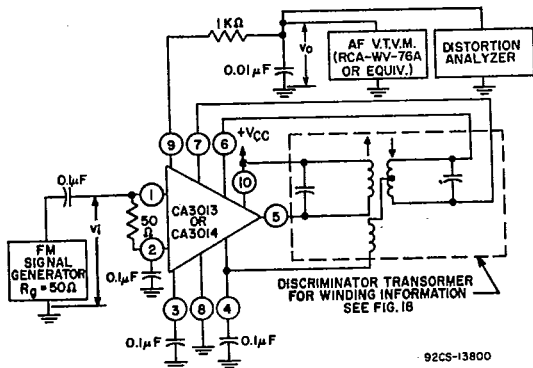 1KΩ
vo
AF V.T.V.M.
(RCA-WV-76A
OR EQUIV.)
DISTORTION
ANALYZER
0.01µF
+VCC
9
7
6
10
0.1µF
1
CA3013
OR
CA3014
5
vi
50
Ω
2
FM
SIGNAL
GENERATOR
Rg = 50Ω
0.1µF
3
8
4
DISCRIMINATOR TRANSORMER
FOR WINDING INFORMATION
SEE FIG.18
0.1µF
0.1µF
92CS-13800